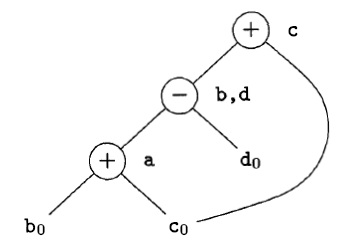 + c
− b,d
+ a d₀
b₀ c₀